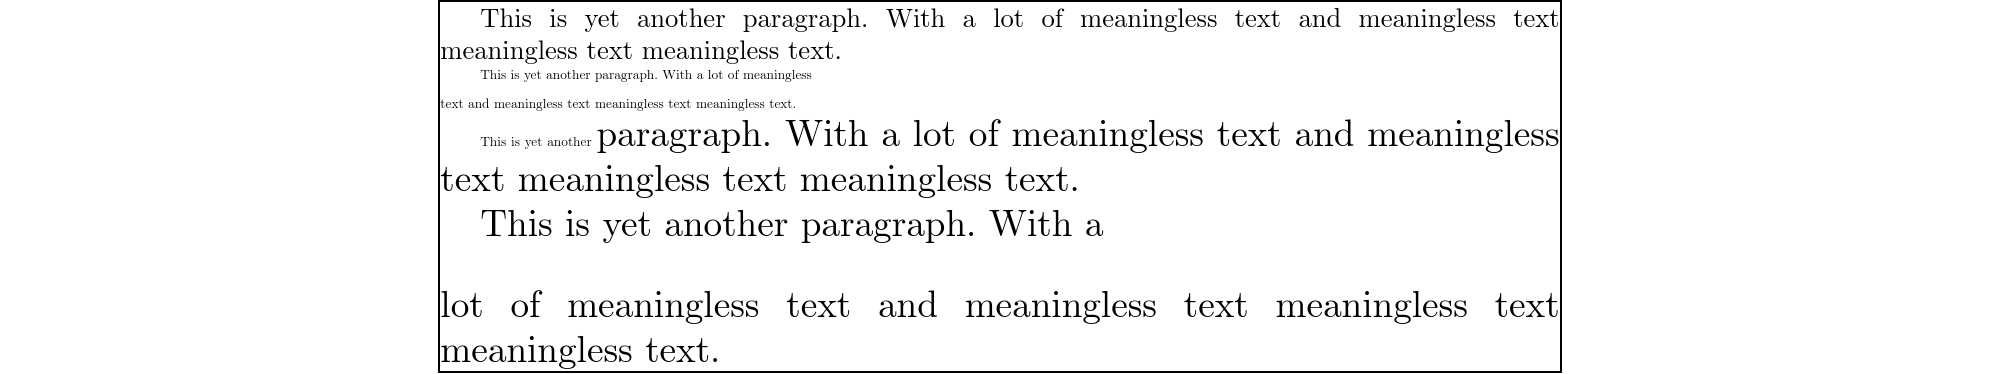 This is yet another paragraph. With a lot of meaningless text and meaningless text
meaningless text meaningless text.
This is yet another paragraph. With a lot of meaningless
text and meaningless text meaningless text meaningless text.
This is yet another paragraph. With a lot of meaningless text and meaningless
text meaningless text meaningless text.
This is yet another paragraph. With a
lot of meaningless text and meaningless text meaningless text
meaningless text.